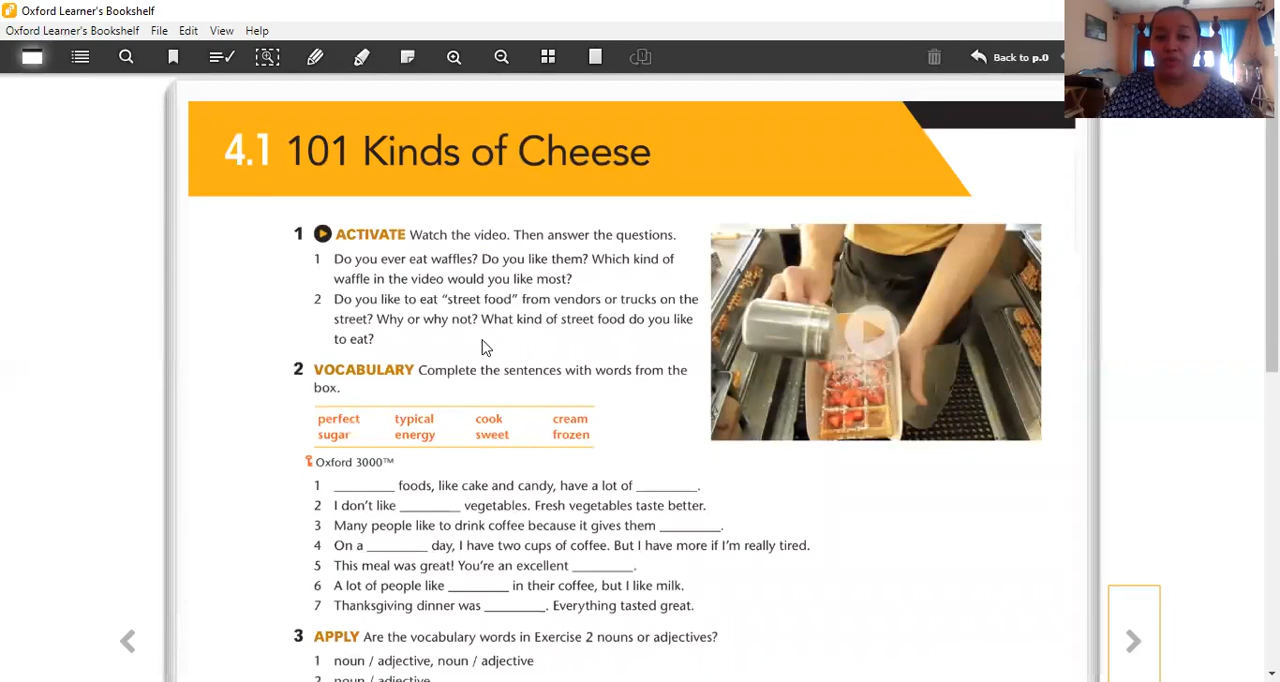 Oxford Learner's Bookshelf
Oxford Learner's Bookshelf File Edit View Help
Back to p.0
4.1 101 Kinds of Cheese
1 ACTIVATE Watch the video. Then answer the questions.
1 Do you ever eat waffles? Do you like them? Which kind of
waffle in the video would you like most?
2 Do you like to eat “street food” from vendors or trucks on the
street? Why or why not? What kind of street food do you like
to eat?
2 VOCABULARY Complete the sentences with words from the
box.
perfect typical cook cream
sugar energy sweet frozen
Oxford 3000™
1 _________ foods, like cake and candy, have a lot of _________.
2 I don't like _________ vegetables. Fresh vegetables taste better.
3 Many people like to drink coffee because it gives them _________.
4 On a _________ day, I have two cups of coffee. But I have more if I'm really tired.
5 This meal was great! You're an excellent _________.
6 A lot of people like _________ in their coffee, but I like milk.
7 Thanksgiving dinner was _________. Everything tasted great.
3 APPLY Are the vocabulary words in Exercise 2 nouns or adjectives?
1 noun / adjective, noun / adjective
2 noun / adjective